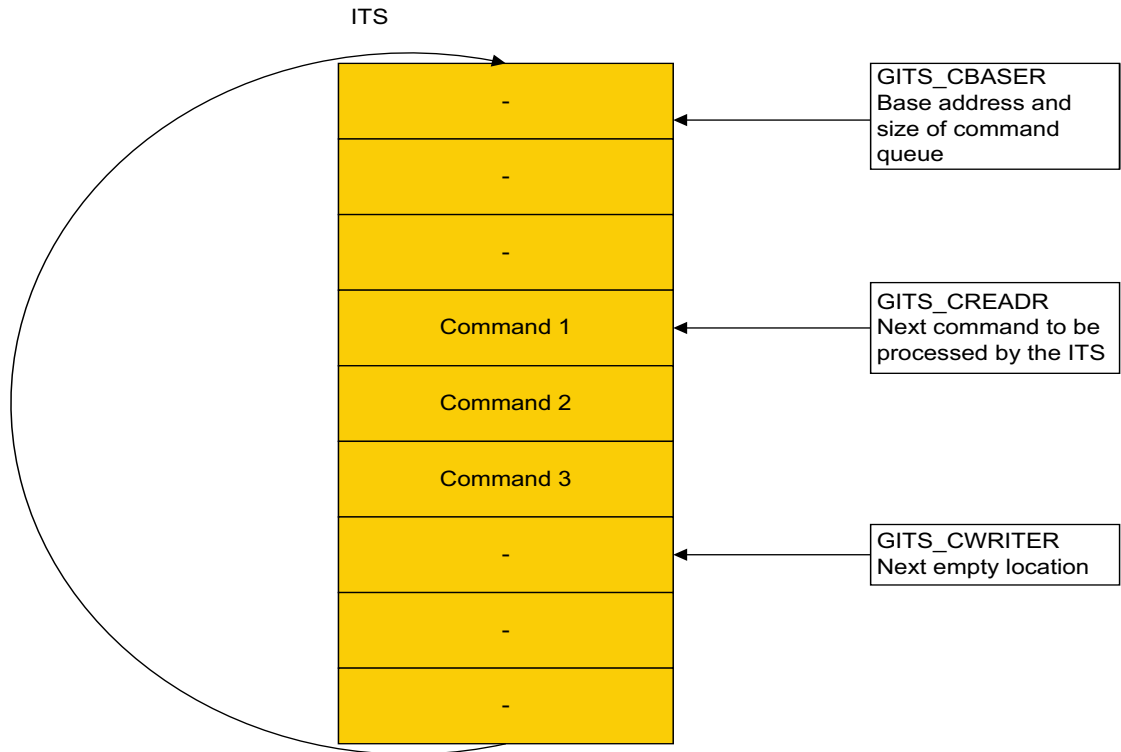 ITS
-
-
-
Command 1
Command 2
Command 3
-
-
-
GITS_CBASER
Base address and
size of command
queue
GITS_CREADR
Next command to be
processed by the ITS
GITS_CWRITER
Next empty location